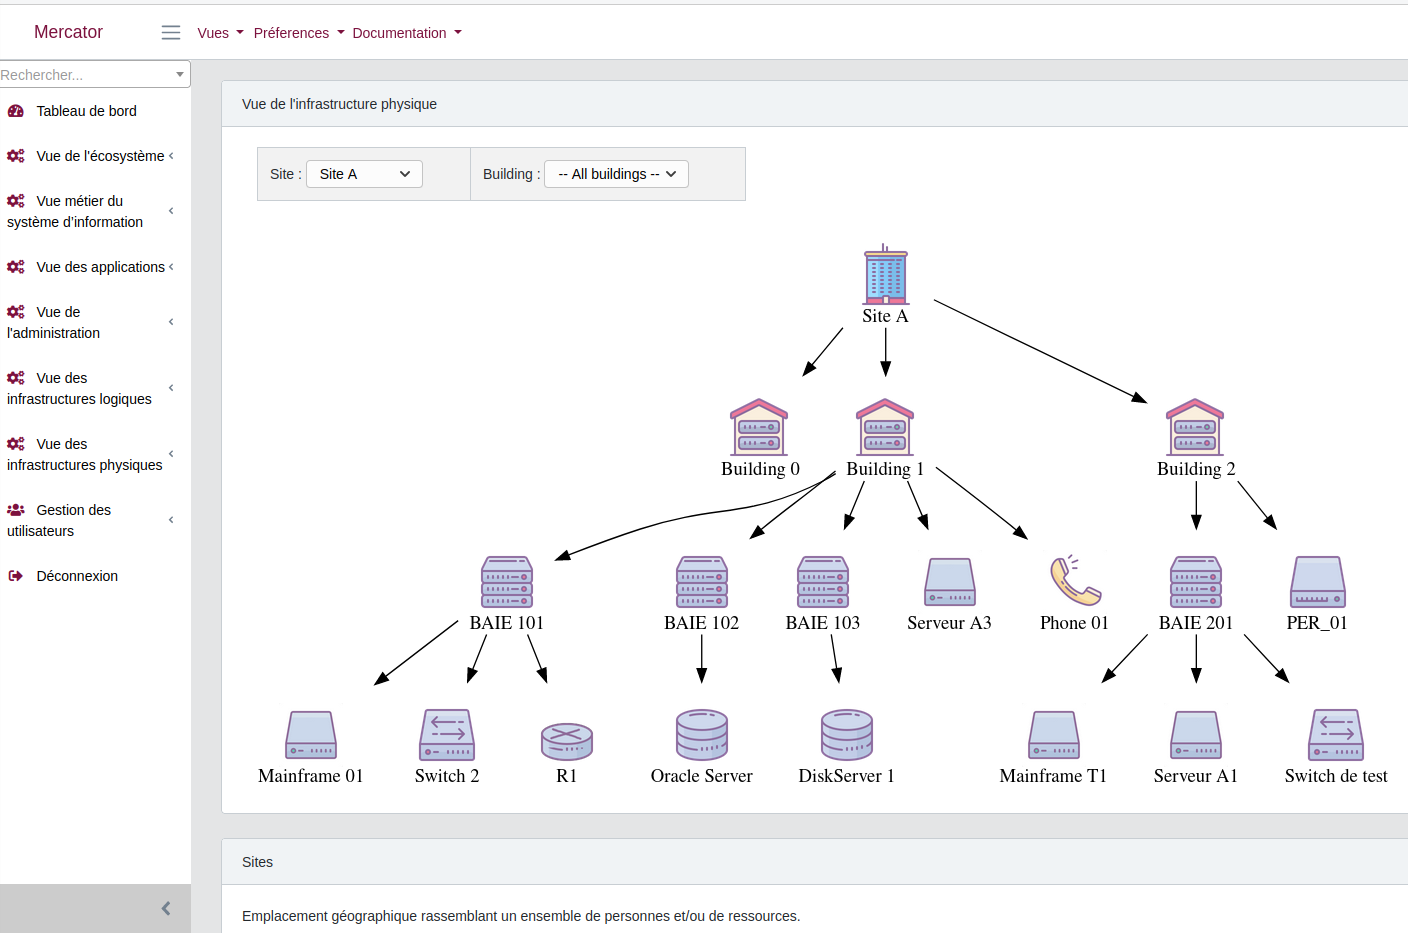 Mercator
Vues
Préferences
Documentation
Rechercher...
Tableau de bord
Vue de l'écosystème
Vue métier du
système d'information
Vue des applications
Vue de
l'administration
Vue des
infrastructures logiques
Vue des
infrastructures physiques
Gestion des
utilisateurs
Déconnexion
Vue de l'infrastructure physique
Site : Site A
Building : -- All buildings --
Site A
Building 0
Building 1
Building 2
BAIE 101
BAIE 102
BAIE 103
Serveur A3
Phone 01
BAIE 201
PER_01
Mainframe 01
Switch 2
R1
Oracle Server
DiskServer 1
Mainframe T1
Serveur A1
Switch de test
Sites
Emplacement géographique rassemblant un ensemble de personnes et/ou de ressources.